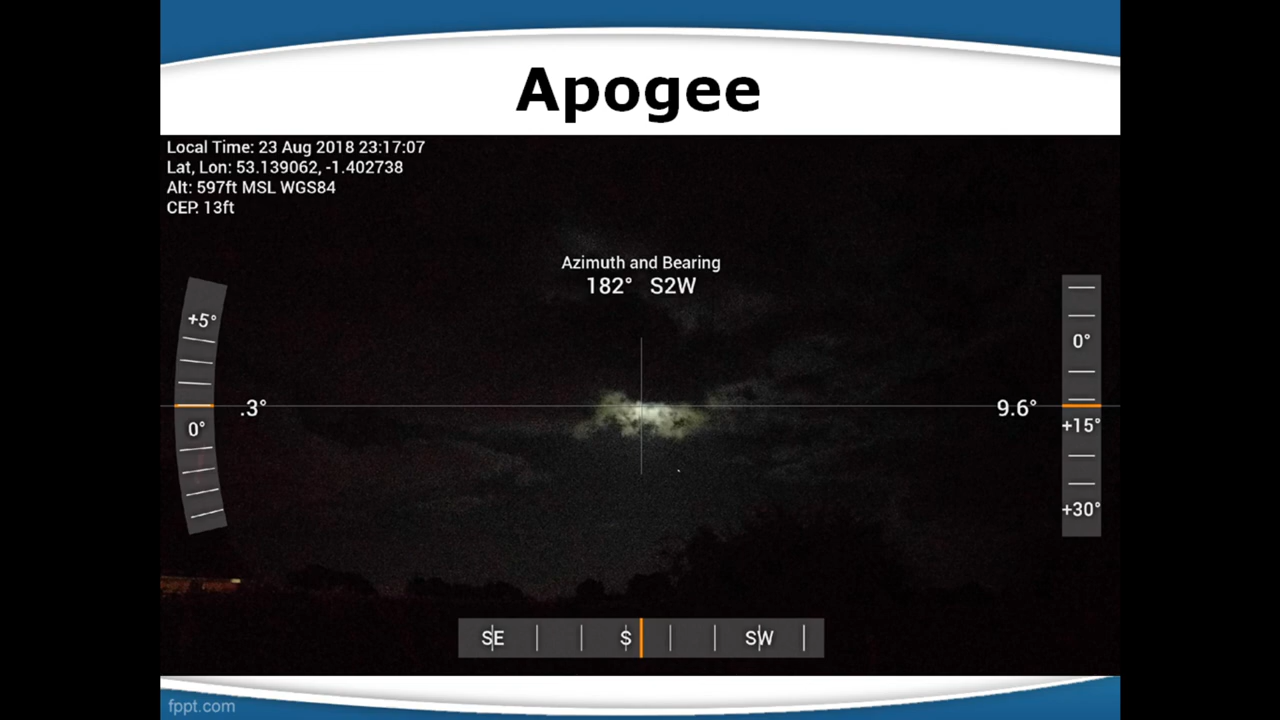 Apogee
Local Time: 23 Aug 2018 23:17:07
Lat, Lon: 53.139062, -1.402738
Alt: 597ft MSL WGS84
CEP: 13ft
Azimuth and Bearing
182° S2W
+5°
0°
.3°
9.6°
0°
+15°
+30°
SE
S
SW
fppt.com